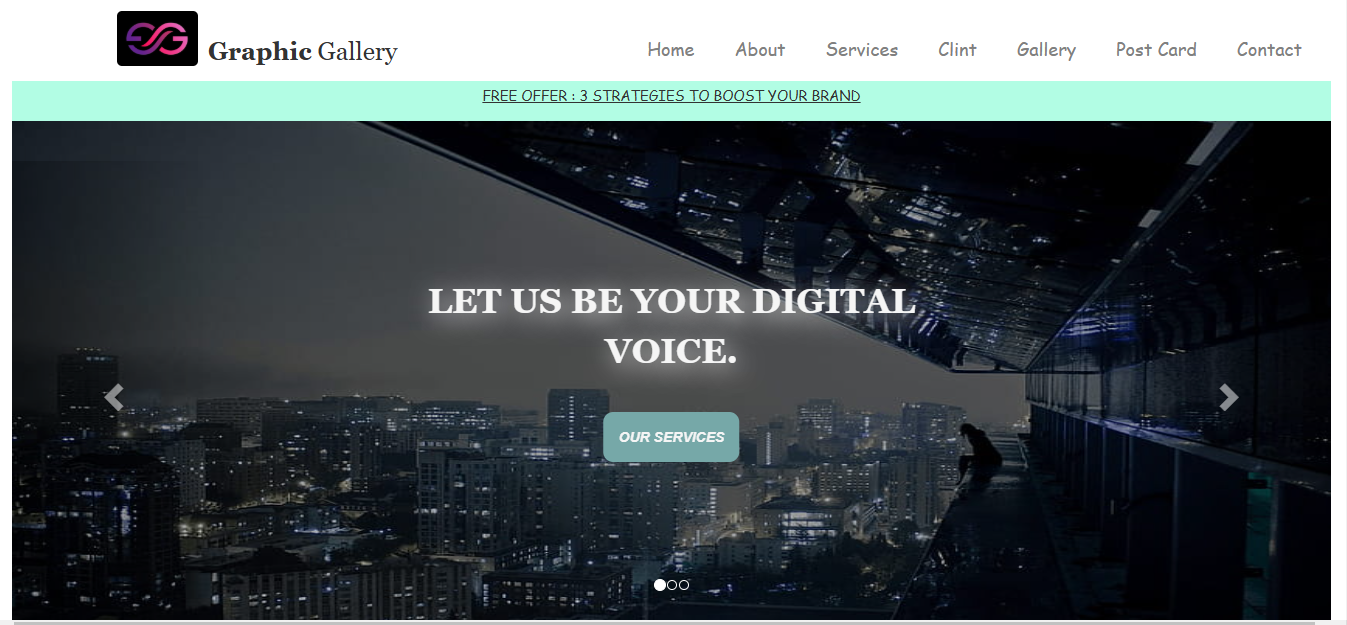 Graphic Gallery
Home About Services Clint Gallery Post Card Contact
FREE OFFER : 3 STRATEGIES TO BOOST YOUR BRAND
LET US BE YOUR DIGITAL
VOICE.
OUR SERVICES